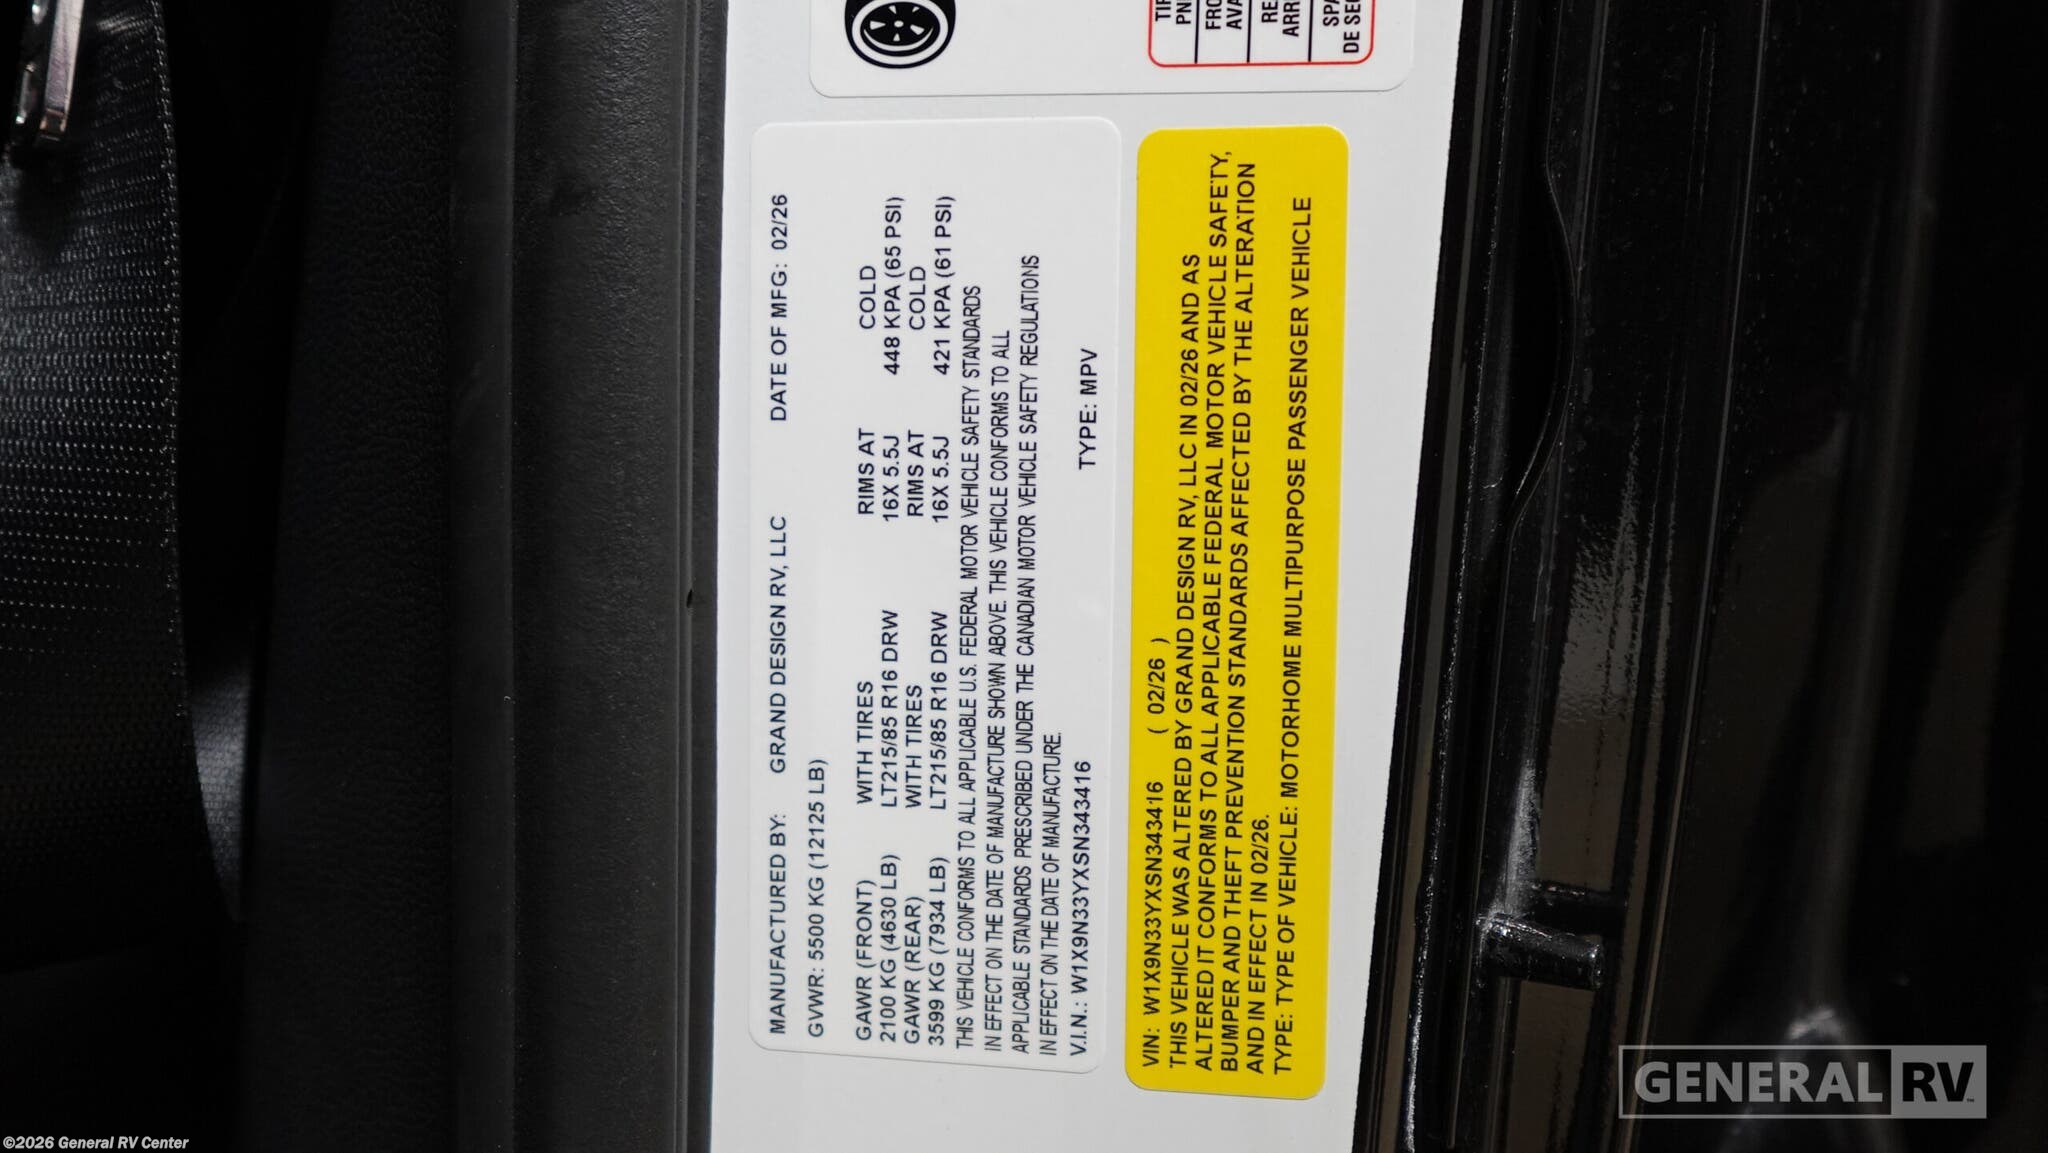 MANUFACTURED BY: GRAND DESIGN RV, LLC DATE OF MFG: 02/26
GVWR: 5500 KG (12125 LB)
GAWR (FRONT) WITH TIRES RIMS AT COLD
2100 KG (4630 LB) LT215/85 R16 DRW 16X 5.5J 448 KPA (65 PSI)
GAWR (REAR) WITH TIRES RIMS AT COLD
3599 KG (7934 LB) LT215/85 R16 DRW 16X 5.5J 421 KPA (61 PSI)
THIS VEHICLE CONFORMS TO ALL APPLICABLE U.S. FEDERAL MOTOR VEHICLE SAFETY STANDARDS
IN EFFECT ON THE DATE OF MANUFACTURE SHOWN ABOVE. THIS VEHICLE CONFORMS TO ALL
APPLICABLE STANDARDS PRESCRIBED UNDER THE CANADIAN MOTOR VEHICLE SAFETY REGULATIONS
IN EFFECT ON THE DATE OF MANUFACTURE.
V.I.N.: W1X9N33YXSN343416 TYPE: MPV
VIN: W1X9N33YXSN343416 ( 02/26 )
THIS VEHICLE WAS ALTERED BY GRAND DESIGN RV, LLC IN 02/26 AND AS
ALTERED IT CONFORMS TO ALL APPLICABLE FEDERAL MOTOR VEHICLE SAFETY,
BUMPER AND THEFT PREVENTION STANDARDS AFFECTED BY THE ALTERATION
AND IN EFFECT IN 02/26.
TYPE: TYPE OF VEHICLE: MOTORHOME MULTIPURPOSE PASSENGER VEHICLE
DE
GENERAL RV
©2026 General RV Center